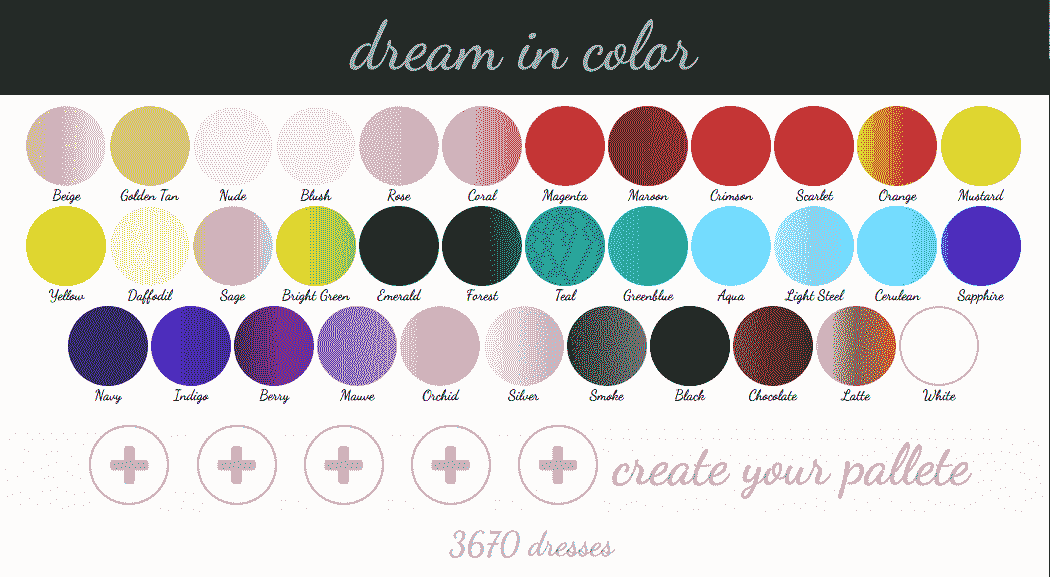 dream in color
Beige Golden Tan Nude Blush Rose Coral Magenta Maroon Crimson Scarlet Orange Mustard
Yellow Daffodil Sage Bright Green Emerald Forest Teal Greenblue Aqua Light Steel Cerulean Sapphire
Navy Indigo Berry Mauve Orchid Silver Smoke Black Chocolate Latte White
create your pallete
3670 dresses